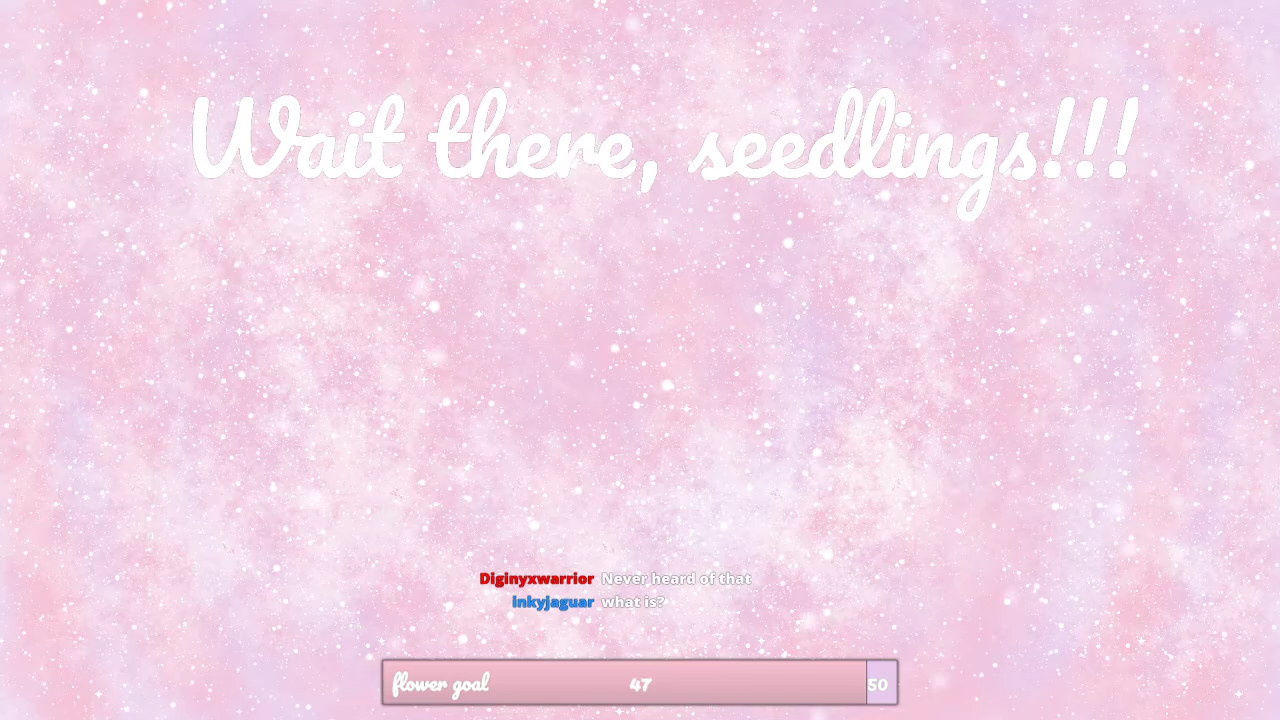 Wait there, seedlings!!!
Diginyxwarrior Never heard of that
inkyjaguar what is?
flower goal 47 50